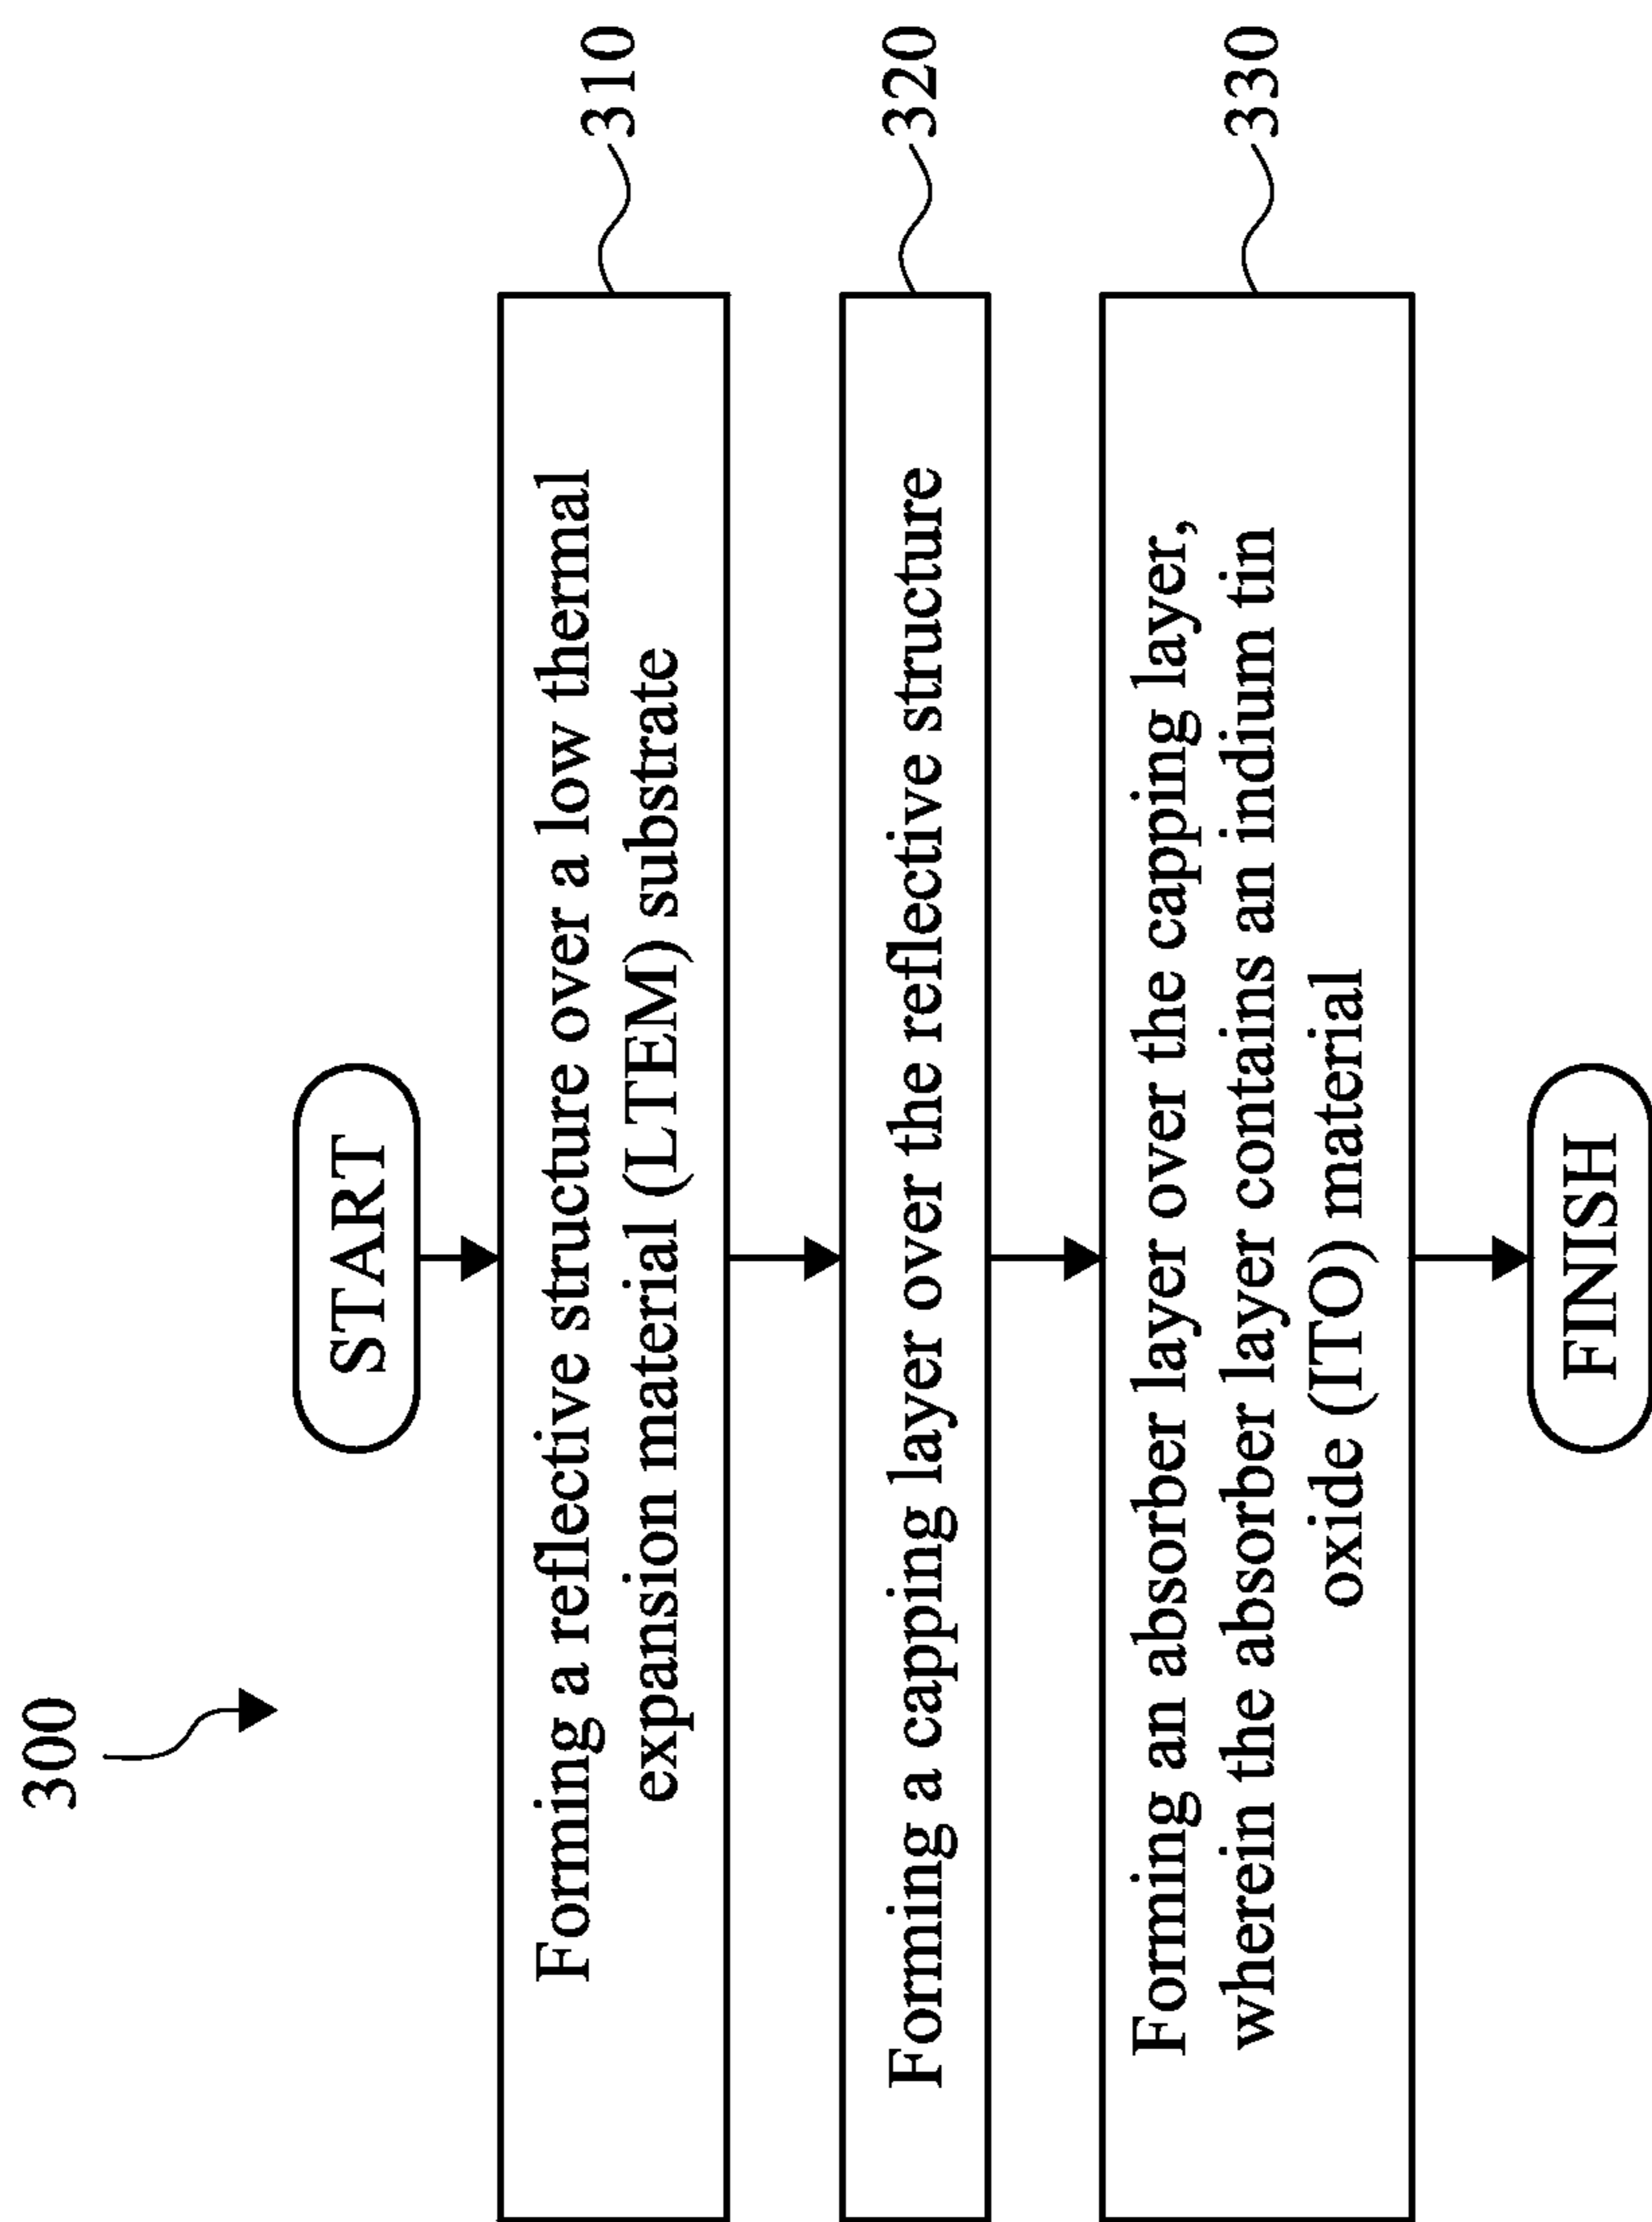 300
START
Forming a reflective structure over a low thermal
expansion material (LTEM) substrate
310
Forming a capping layer over the reflective structure
320
Forming an absorber layer over the capping layer,
wherein the absorber layer contains an indium tin
oxide (ITO) material
330
FINISH